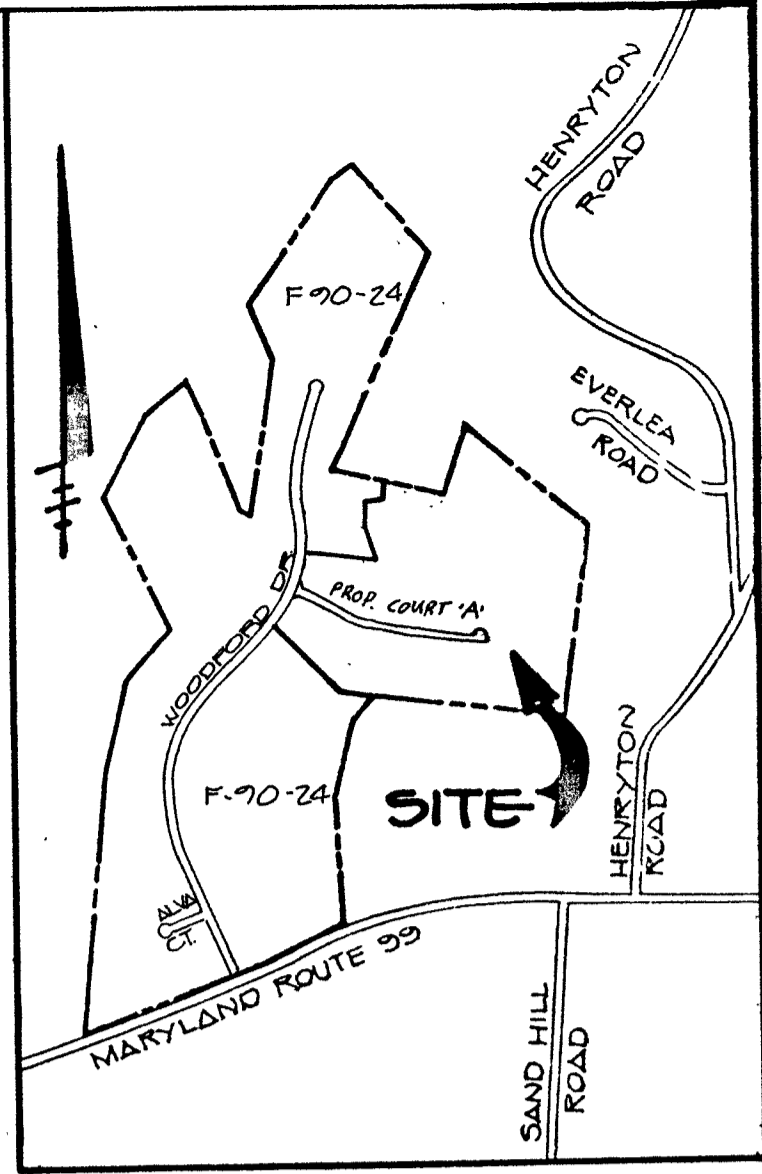 HENRYTON
ROAD
F 90-24
EVERLEA
ROAD
PROP. COURT 'A'
WOODFORD DR.
F-90-24
SITE
HENRYTON
ROAD
ALVA
CT.
MARYLAND ROUTE 99
SAND HILL
ROAD